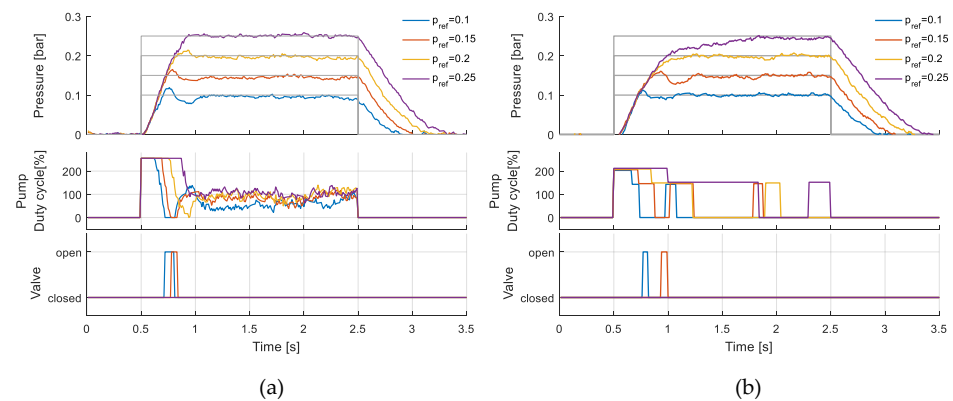 0.3
0.2
0.1
0
Pressure [bar]
p_ref=0.1
p_ref=0.15
p_ref=0.2
p_ref=0.25
200
100
0
Pump
Duty cycle[%]
open
closed
Valve
0 0.5 1 1.5 2 2.5 3 3.5
Time [s]
(a)
0.3
0.2
0.1
0
Pressure [bar]
p_ref=0.1
p_ref=0.15
p_ref=0.2
p_ref=0.25
200
100
0
Pump
Duty cycle[%]
open
closed
Valve
0 0.5 1 1.5 2 2.5 3 3.5
Time [s]
(b)